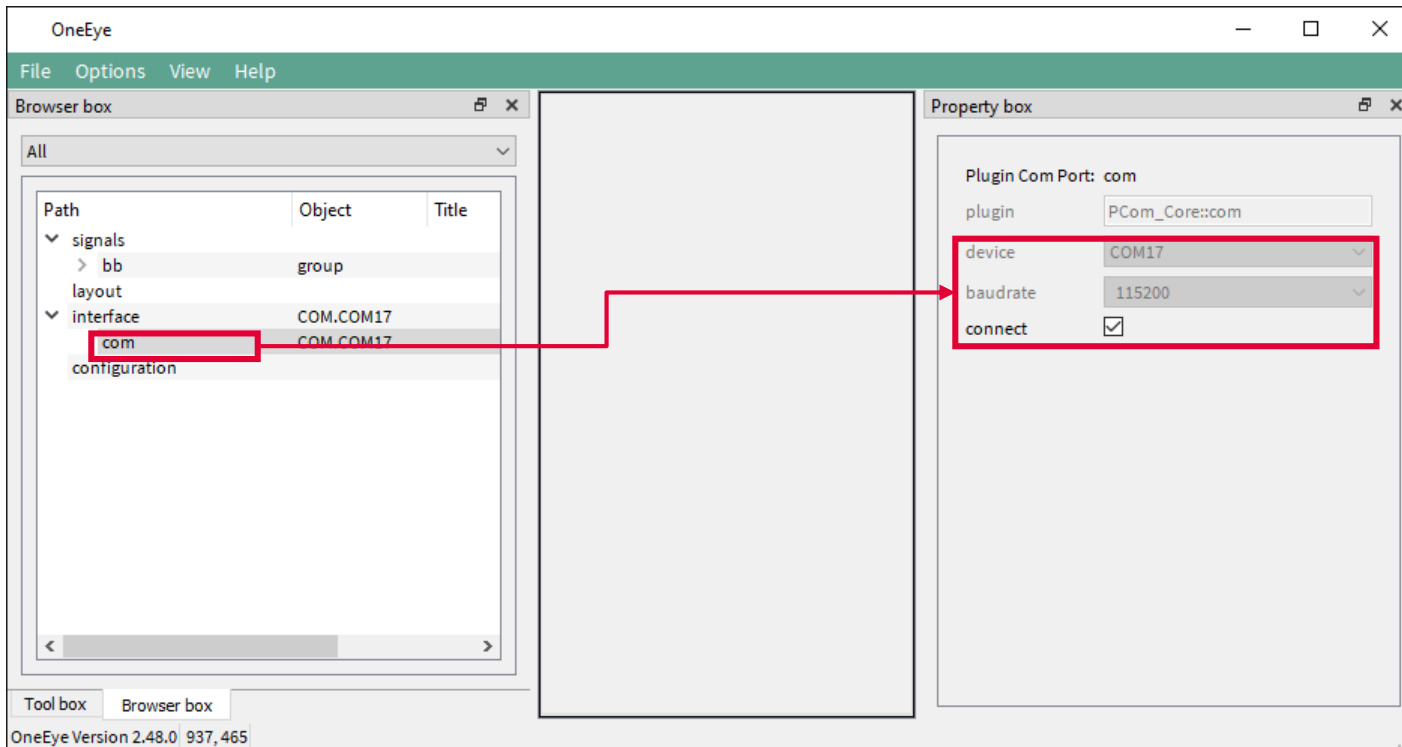 OneEye
File Options View Help
Browser box
All
Path Object Title
signals
bb group
layout
interface COM.COM17
com COM.COM17
configuration
Tool box Browser box
OneEye Version 2.48.0 937, 465
Property box
Plugin Com Port: com
plugin PCom_Core::com
device COM17
baudrate 115200
connect